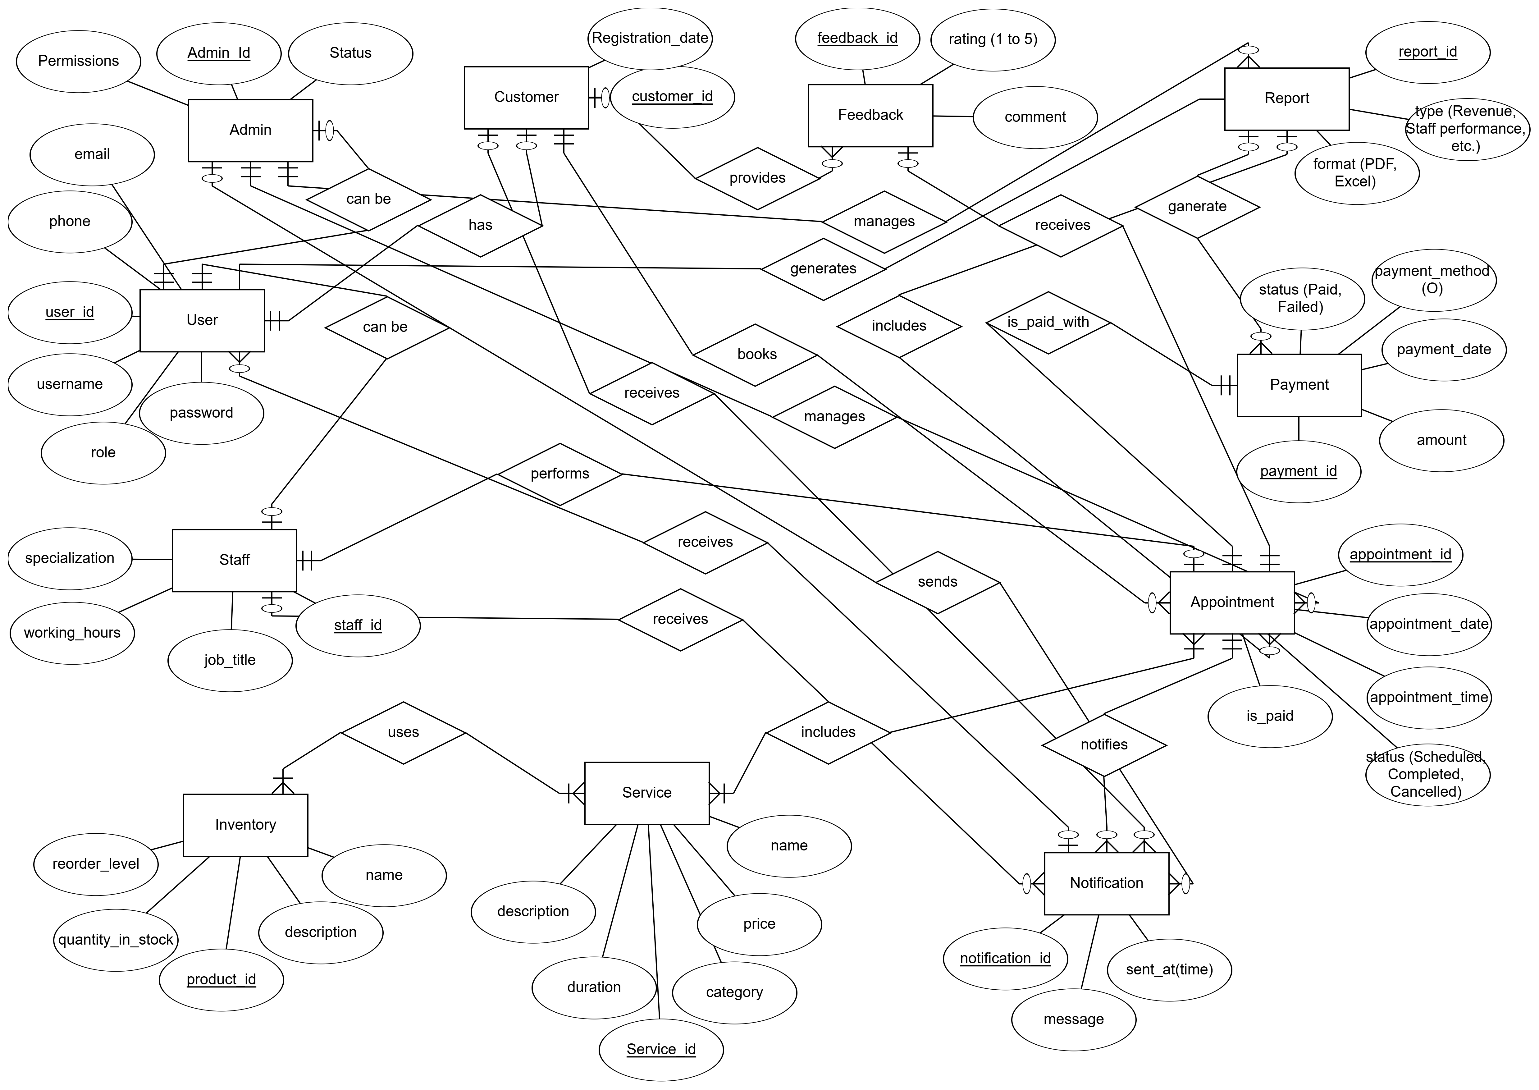 Registration_date
feedback_id
rating (1 to 5)
Permissions
Admin_Id
Status
report_id
Customer
customer_id
Feedback
comment
Report
type (Revenue,
Staff performance,
etc.)
Admin
email
format (PDF,
Excel)
provides
can be
phone
has
manages
receives
ganerate
generates
payment_method
(O)
status (Paid,
Failed)
user_id
User
can be
includes
is_paid_with
books
payment_date
username
password
receives
manages
Payment
role
amount
performs
payment_id
specialization
Staff
receives
sends
appointment_id
Appointment
working_hours
staff_id
receives
appointment_date
job_title
appointment_time
is_paid
uses
includes
notifies
status (Scheduled,
Completed,
Cancelled)
Service
Inventory
name
reorder_level
name
Notification
description
price
description
quantity_in_stock
product_id
duration
category
notification_id
sent_at(time)
message
Service_id